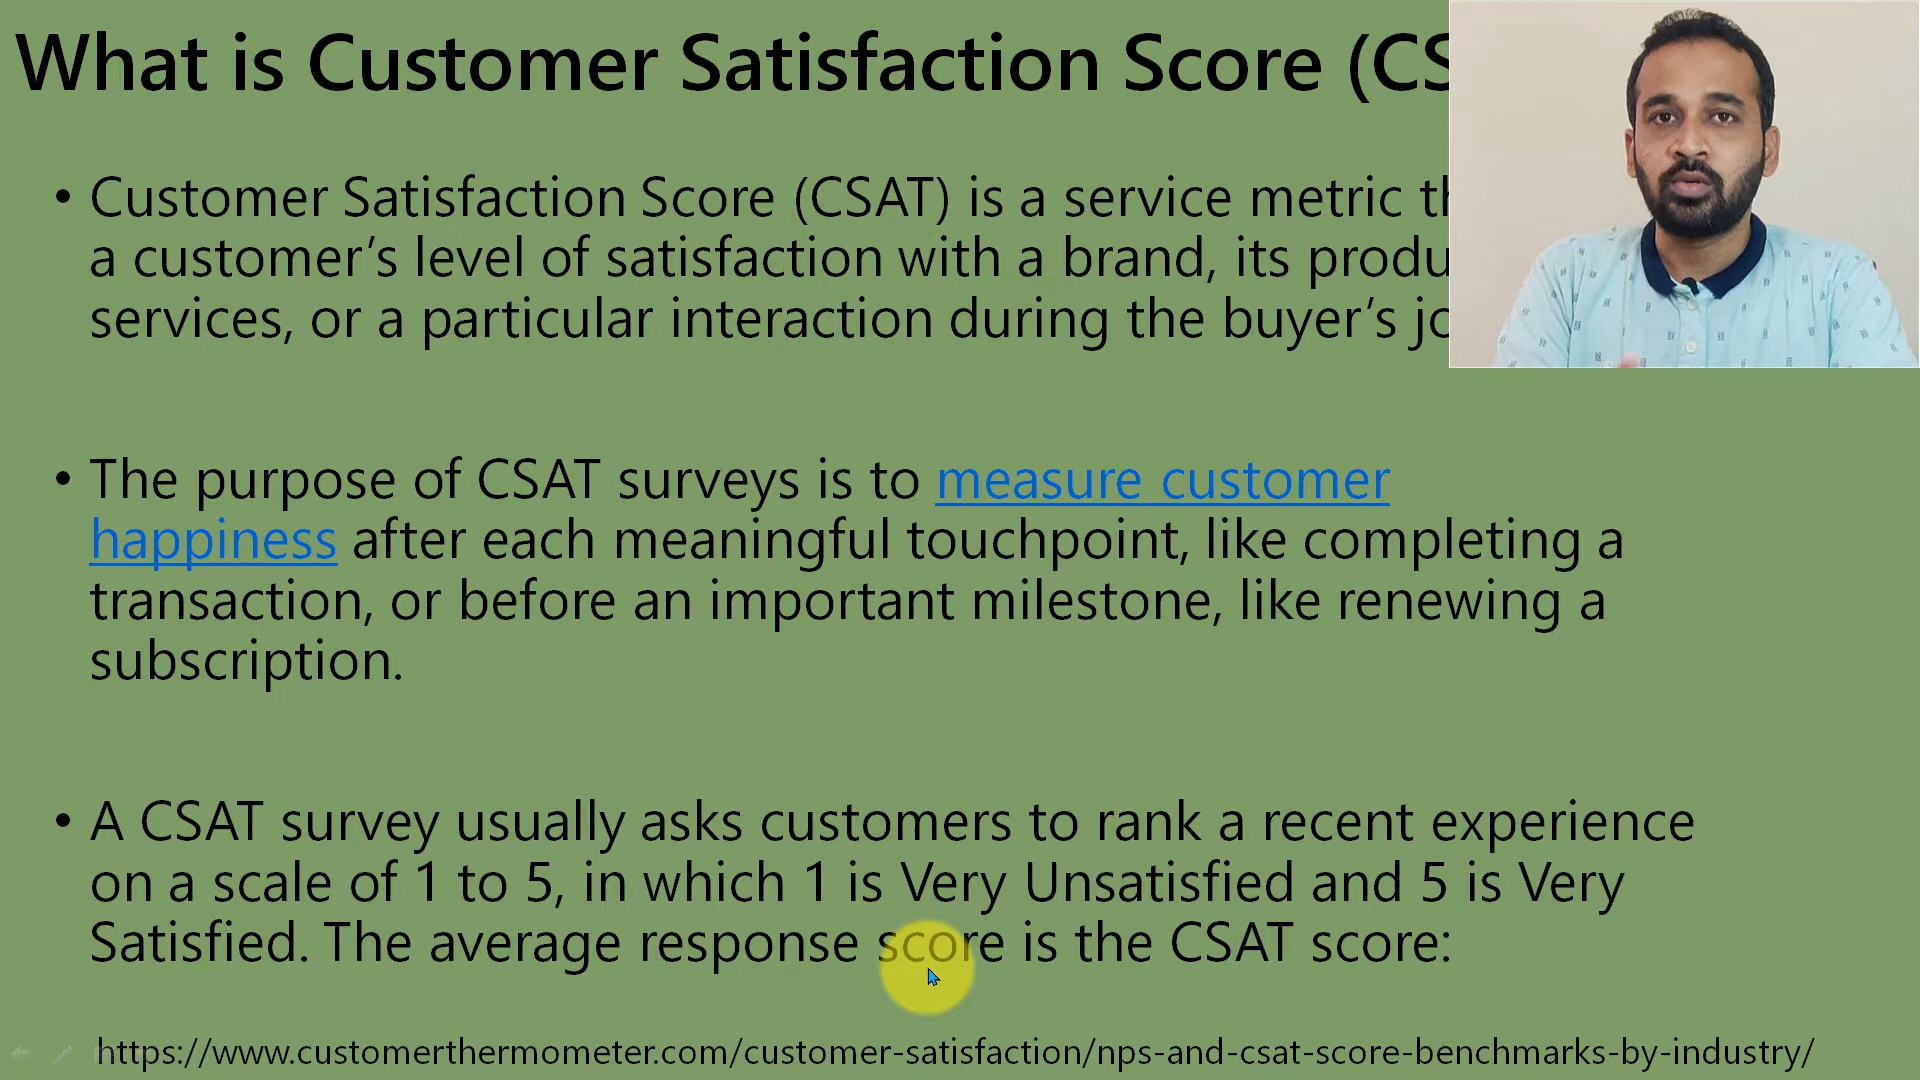 What is Customer Satisfaction Score (CS
• Customer Satisfaction Score (CSAT) is a service metric th
a customer’s level of satisfaction with a brand, its produ
services, or a particular interaction during the buyer’s jo
• The purpose of CSAT surveys is to measure customer
happiness after each meaningful touchpoint, like completing a
transaction, or before an important milestone, like renewing a
subscription.
• A CSAT survey usually asks customers to rank a recent experience
on a scale of 1 to 5, in which 1 is Very Unsatisfied and 5 is Very
Satisfied. The average response score is the CSAT score:
https://www.customerthermometer.com/customer-satisfaction/nps-and-csat-score-benchmarks-by-industry/